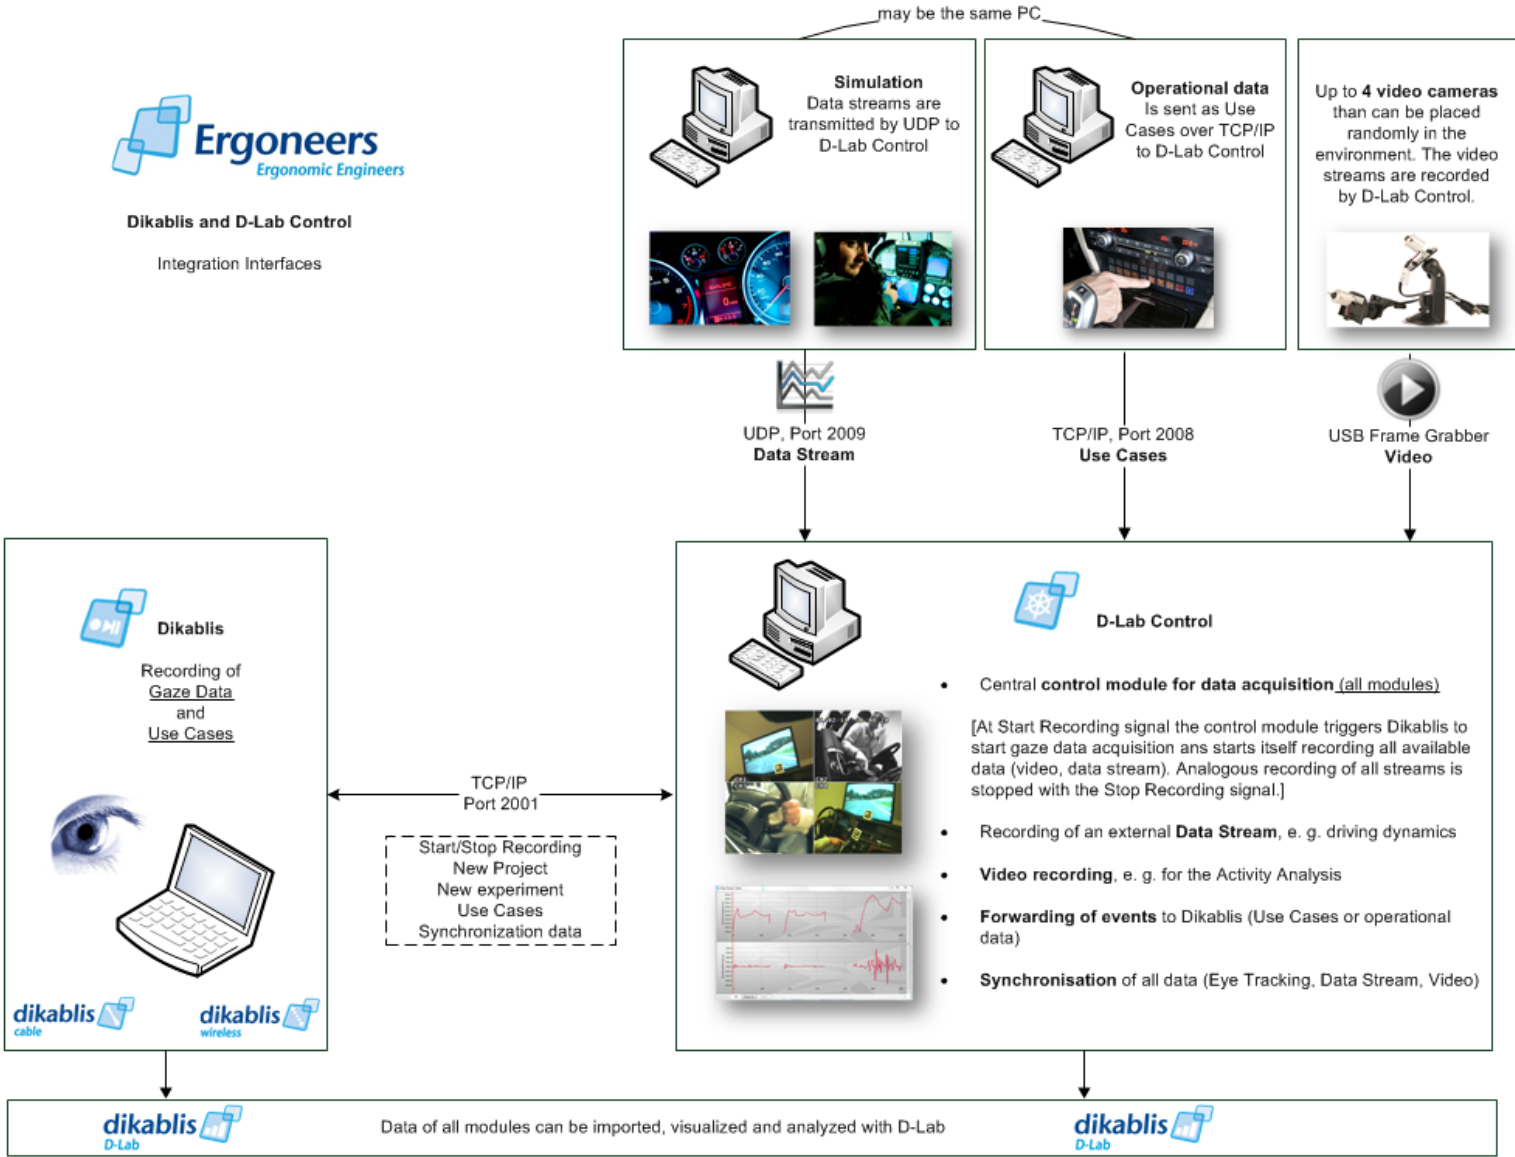 may be the same PC
Ergoneers
Ergonomic Engineers
Dikablis and D-Lab Control
Integration Interfaces
Simulation
Data streams are
transmitted by UDP to
D-Lab Control
Operational data
Is sent as Use
Cases over TCP/IP
to D-Lab Control
Up to 4 video cameras
than can be placed
randomly in the
environment. The video
streams are recorded
by D-Lab Control.
UDP, Port 2009
Data Stream
TCP/IP, Port 2008
Use Cases
USB Frame Grabber
Video
Dikablis
Recording of
Gaze Data
and
Use Cases
dikablis
cable
dikablis
wireless
TCP/IP
Port 2001
Start/Stop Recording
New Project
New experiment
Use Cases
Synchronization data
D-Lab Control
• Central control module for data acquisition (all modules)
[At Start Recording signal the control module triggers Dikablis to
start gaze data acquisition ans starts itself recording all available
data (video, data stream). Analogous recording of all streams is
stopped with the Stop Recording signal.]
• Recording of an external Data Stream, e. g. driving dynamics
• Video recording, e. g. for the Activity Analysis
• Forwarding of events to Dikablis (Use Cases or operational
data)
• Synchronisation of all data (Eye Tracking, Data Stream, Video)
dikablis
D-Lab
Data of all modules can be imported, visualized and analyzed with D-Lab
dikablis
D-Lab